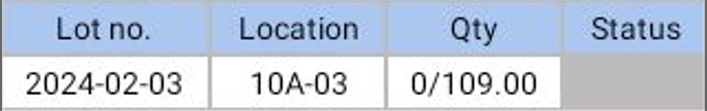 Lot no. Location Qty Status
2024-02-03 10A-03 0/109.00